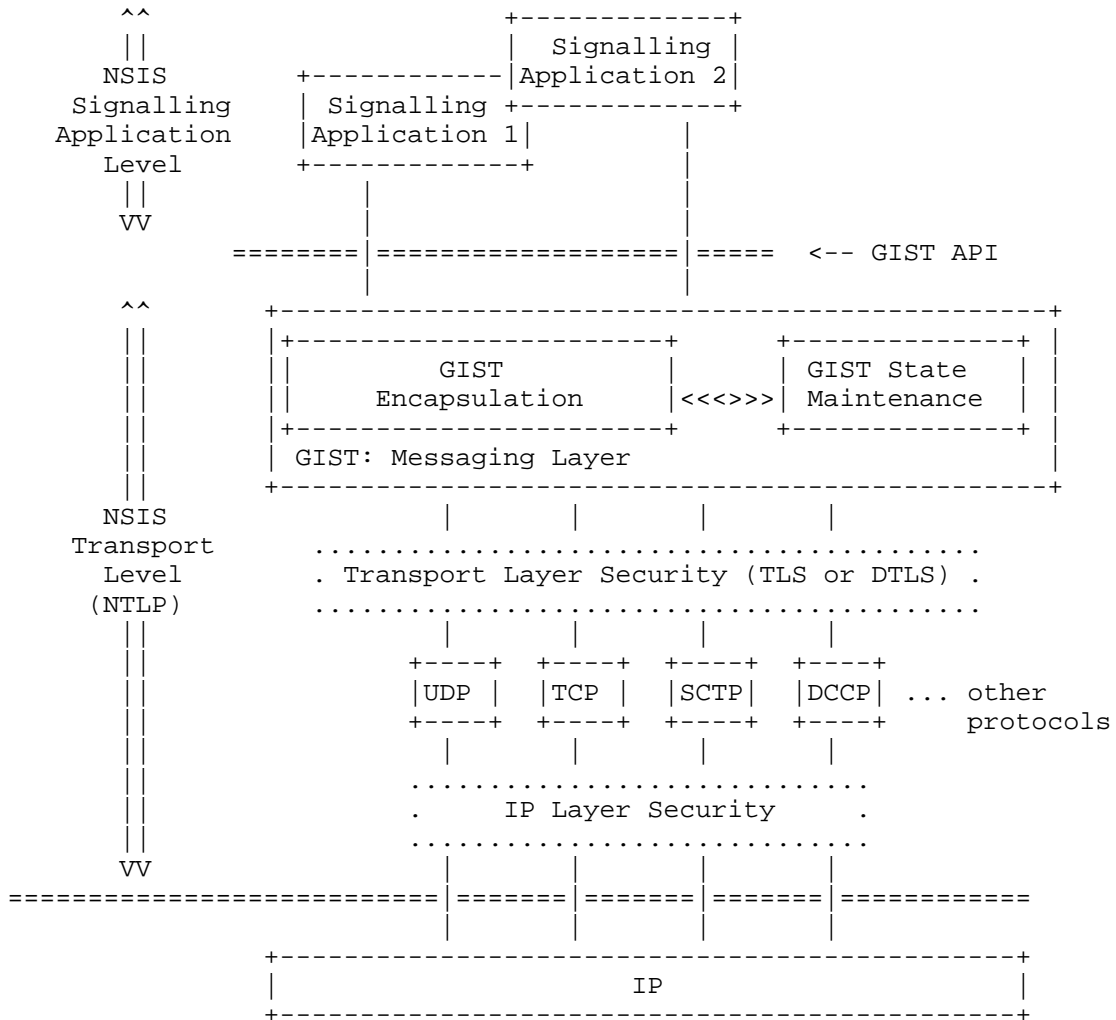 ^^ +-------------+
|| | Signalling |
NSIS +------------|Application 2|
Signalling | Signalling +-------------+
Application |Application 1| |
Level +-------------+ |
|| | |
VV | |
========|===================|===== <-- GIST API
| |
^^ +------------------------------------------------+
|| |+-----------------------+ +--------------+ |
|| || GIST | | GIST State | |
|| || Encapsulation |<<<>>>| Maintenance | |
|| |+-----------------------+ +--------------+ |
|| | GIST: Messaging Layer |
|| +------------------------------------------------+
NSIS | | | |
Transport ..........................................
Level . Transport Layer Security (TLS or DTLS) .
(NTLP) ..........................................
|| | | | |
|| +----+ +----+ +----+ +----+
|| |UDP | |TCP | |SCTP| |DCCP| ... other
|| +----+ +----+ +----+ +----+ protocols
|| | | | |
|| .............................
|| . IP Layer Security .
|| .............................
VV | | | |
===========================|=======|=======|=======|============
| | | |
+----------------------------------------------+
| IP |
+----------------------------------------------+